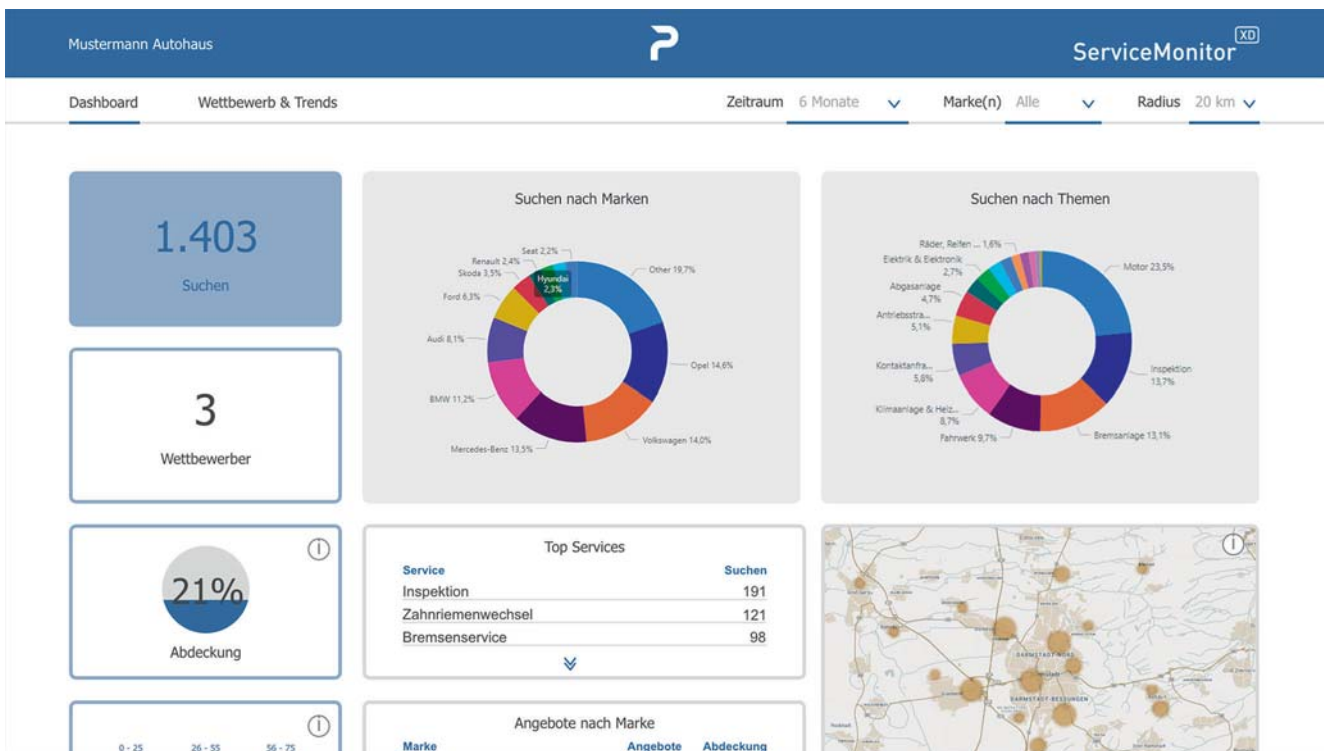 Mustermann Autohaus
ServiceMonitor XD
Dashboard
Wettbewerb & Trends
Zeitraum 6 Monate
Marke(n) Alle
Radius 20 km
1.403
Suchen
3
Wettbewerber
21%
Abdeckung
0 - 25 26 - 55 56 - 75
Suchen nach Marken
Seat 2,2%
Renault 2,4%
Skoda 3,5%
Hyundai
2,3%
Other 19,7%
Ford 6,3%
Audi 8,1%
Opel 14,6%
BMW 11,2%
Volkswagen 14,0%
Mercedes-Benz 13,5%
Suchen nach Themen
Räder, Reifen ... 1,6%
Elektrik & Elektronik
2,7%
Motor 23,5%
Abgasanlage
4,7%
Antriebsstra...
5,1%
Kontaktanfra...
5,6%
Inspektion
13,7%
Klimaanlage & Heiz...
8,7%
Fahrwerk 9,7%
Bremsanlage 13,1%
Top Services
Service Suchen
Inspektion 191
Zahnriemenwechsel 121
Bremsenservice 98
Angebote nach Marke
Marke Angebote Abdeckung
DARMSTADT-NORD
DARMSTADT-BESSUNGEN